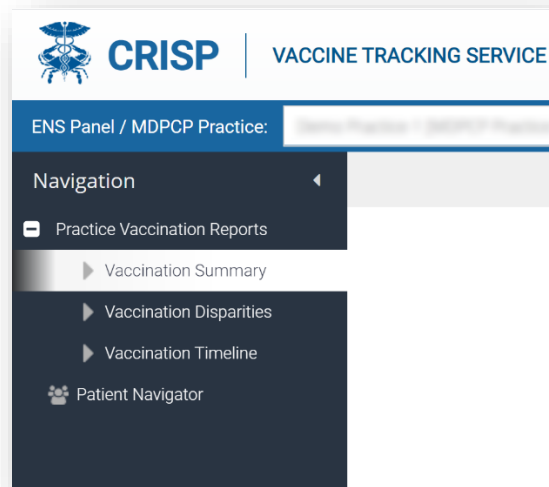 CRISP
VACCINE TRACKING SERVICE
ENS Panel / MDPCP Practice:
Navigation
Practice Vaccination Reports
Vaccination Summary
Vaccination Disparities
Vaccination Timeline
Patient Navigator